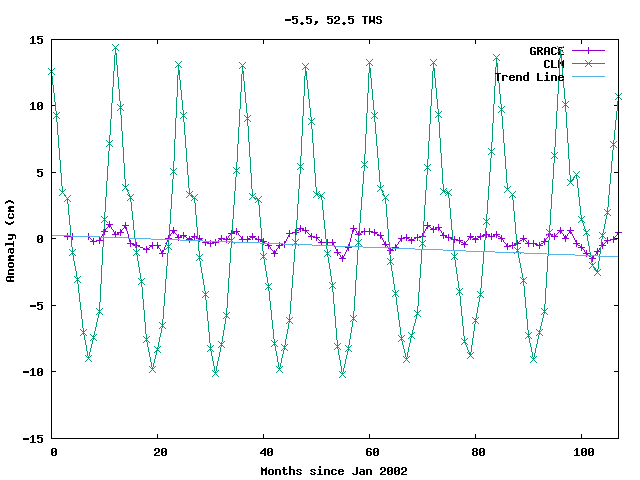 -5.5, 52.5 TWS
GRACE
CLM
Trend Line
15
10
5
0
-5
-10
-15
Anomaly (cm)
0 20 40 60 80 100
Months since Jan 2002